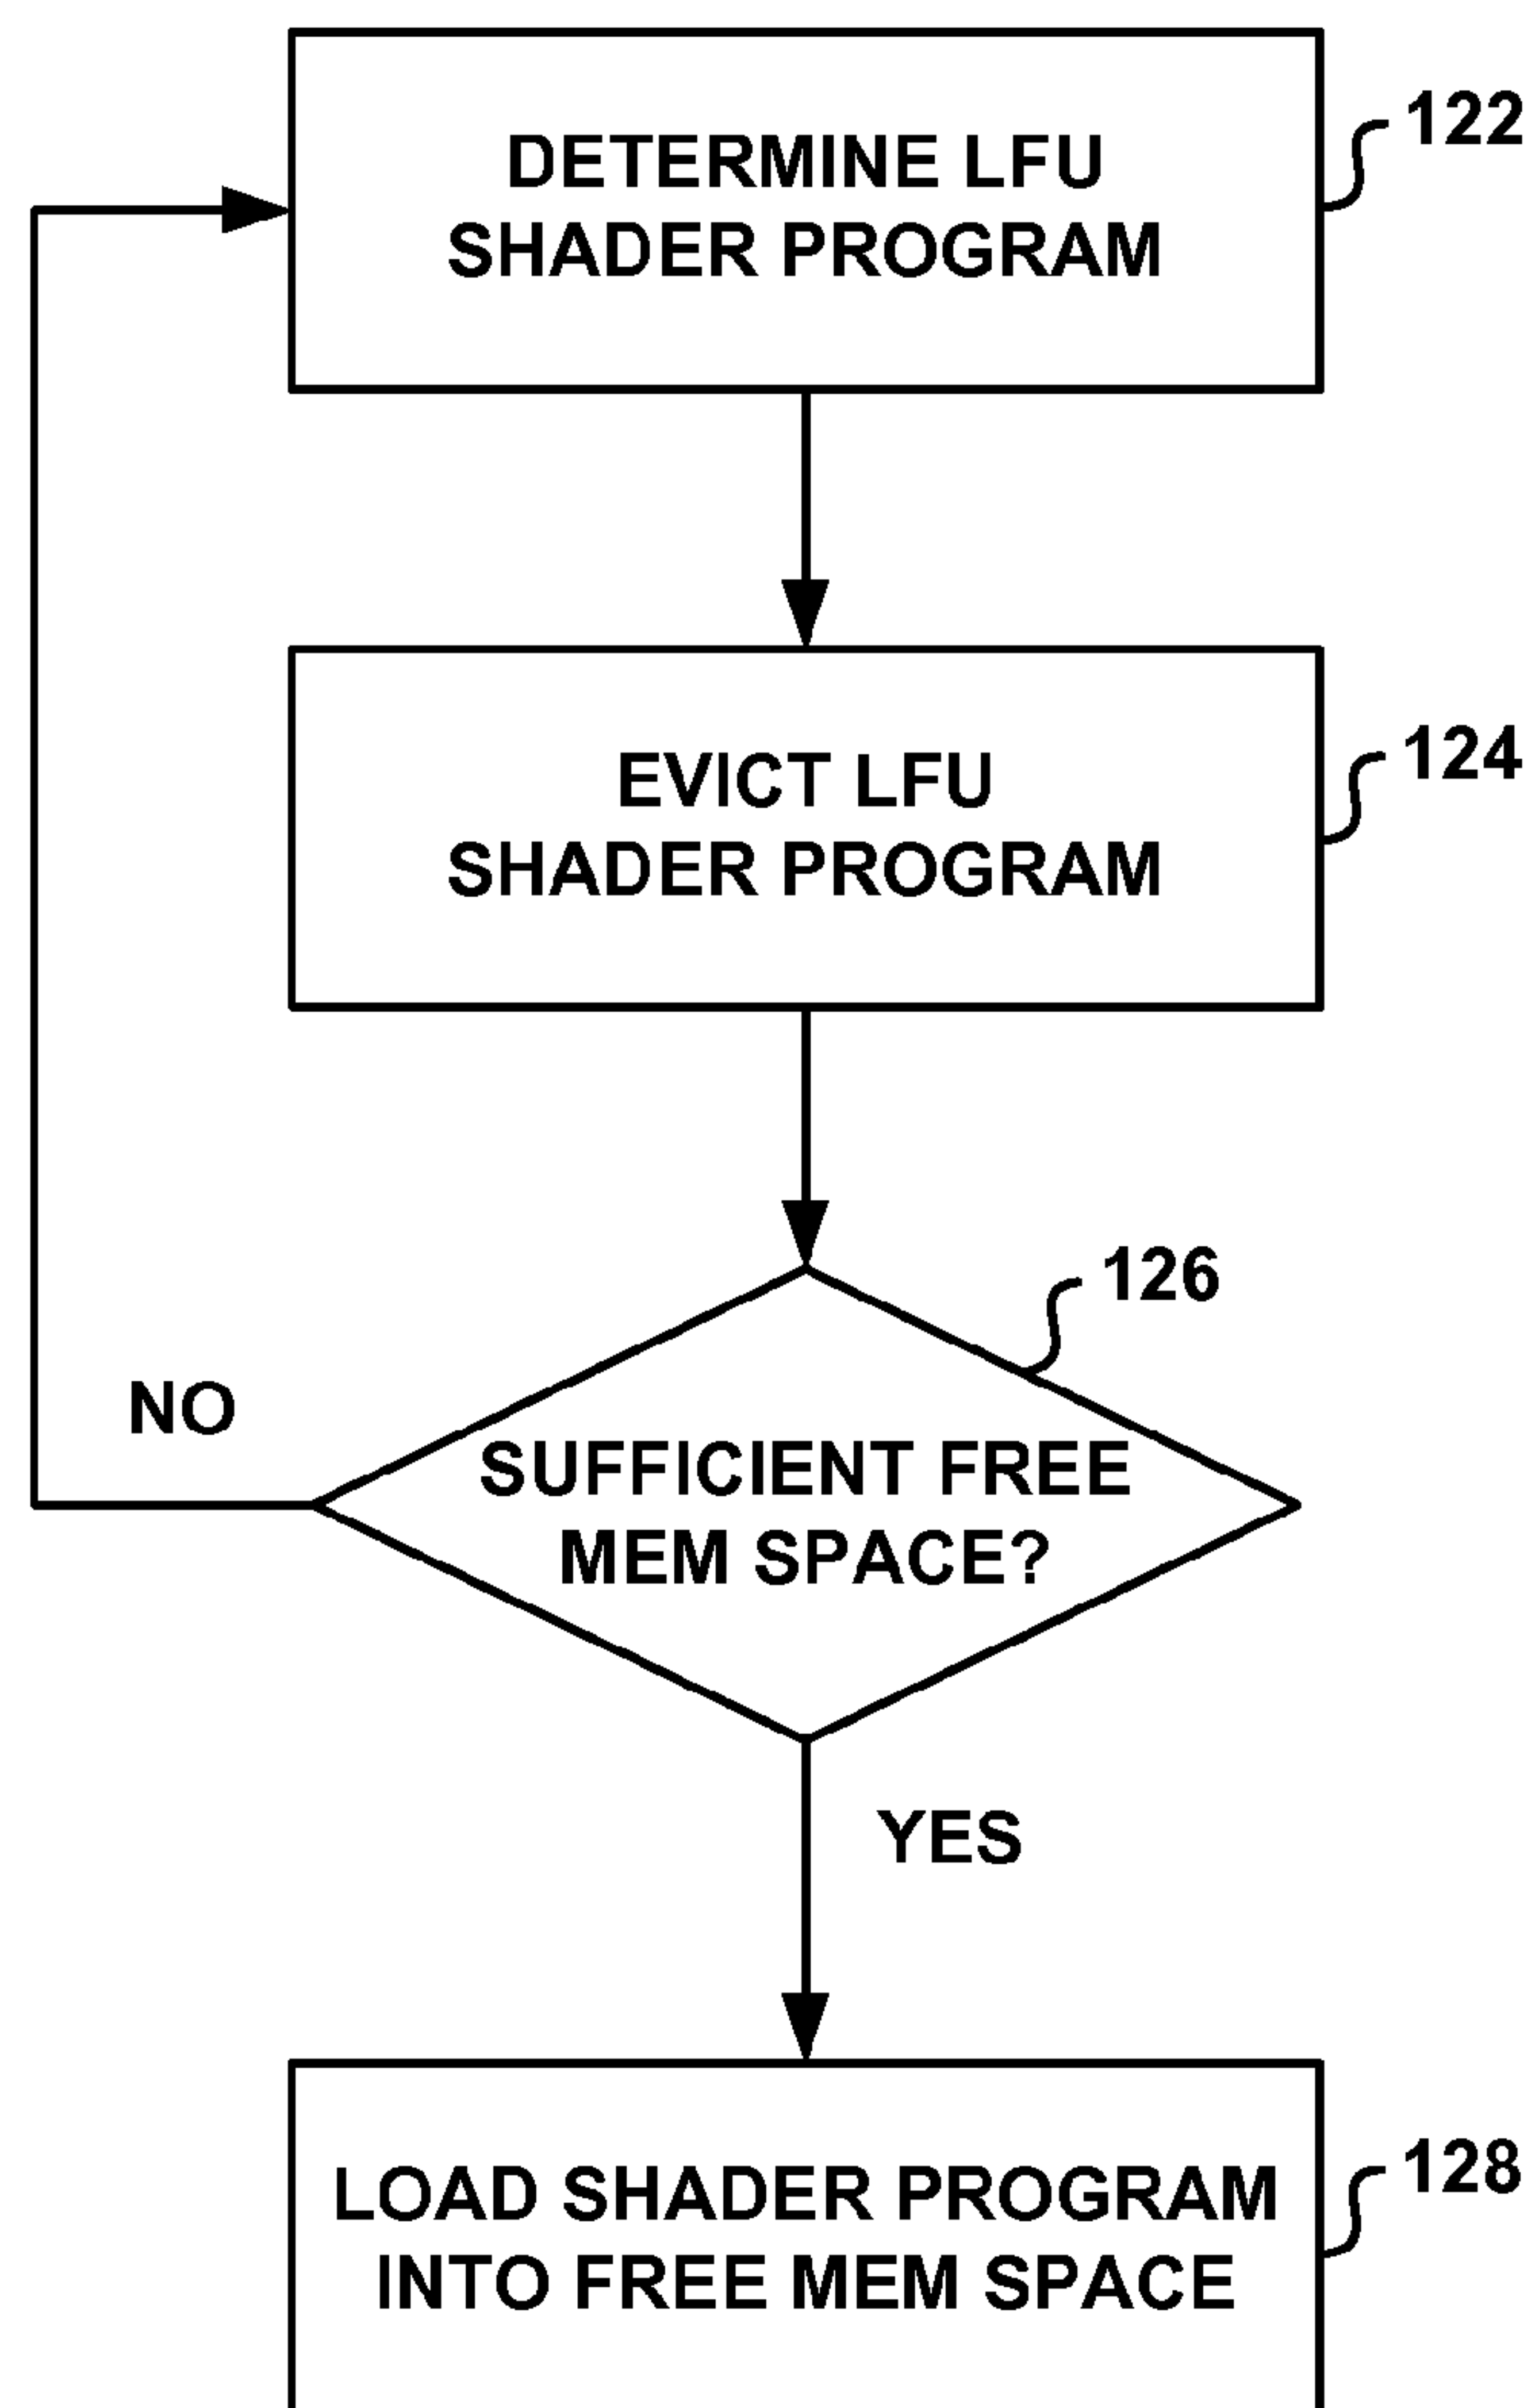 DETERMINE LFU
SHADER PROGRAM
122
EVICT LFU
SHADER PROGRAM
124
126
NO
SUFFICIENT FREE
MEM SPACE?
YES
LOAD SHADER PROGRAM
INTO FREE MEM SPACE
128